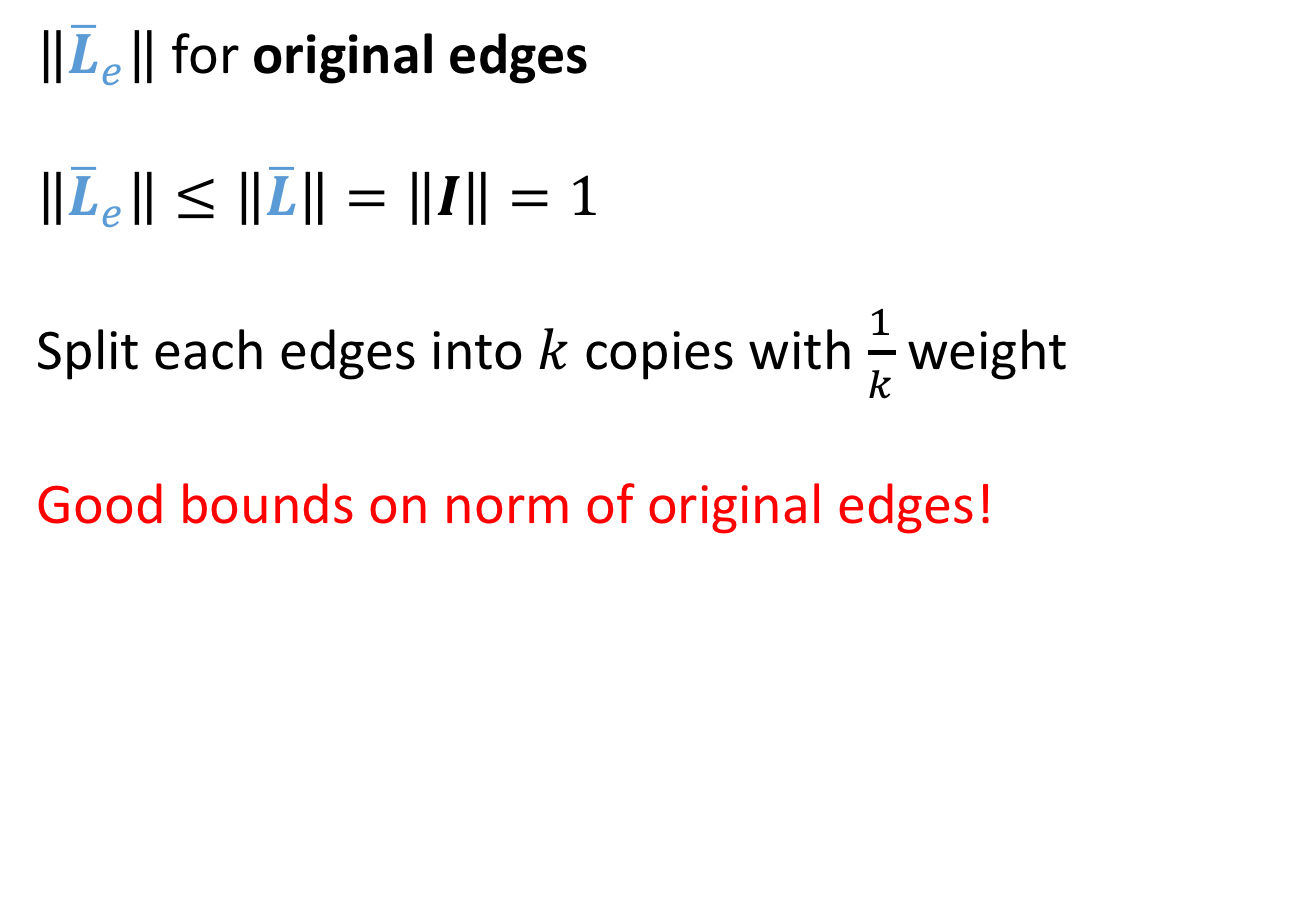 ‖L̅ₑ‖ for original edges
‖L̅ₑ‖ ≤ ‖L̅‖ = ‖I‖ = 1
Split each edges into k copies with 1/k weight
Good bounds on norm of original edges!